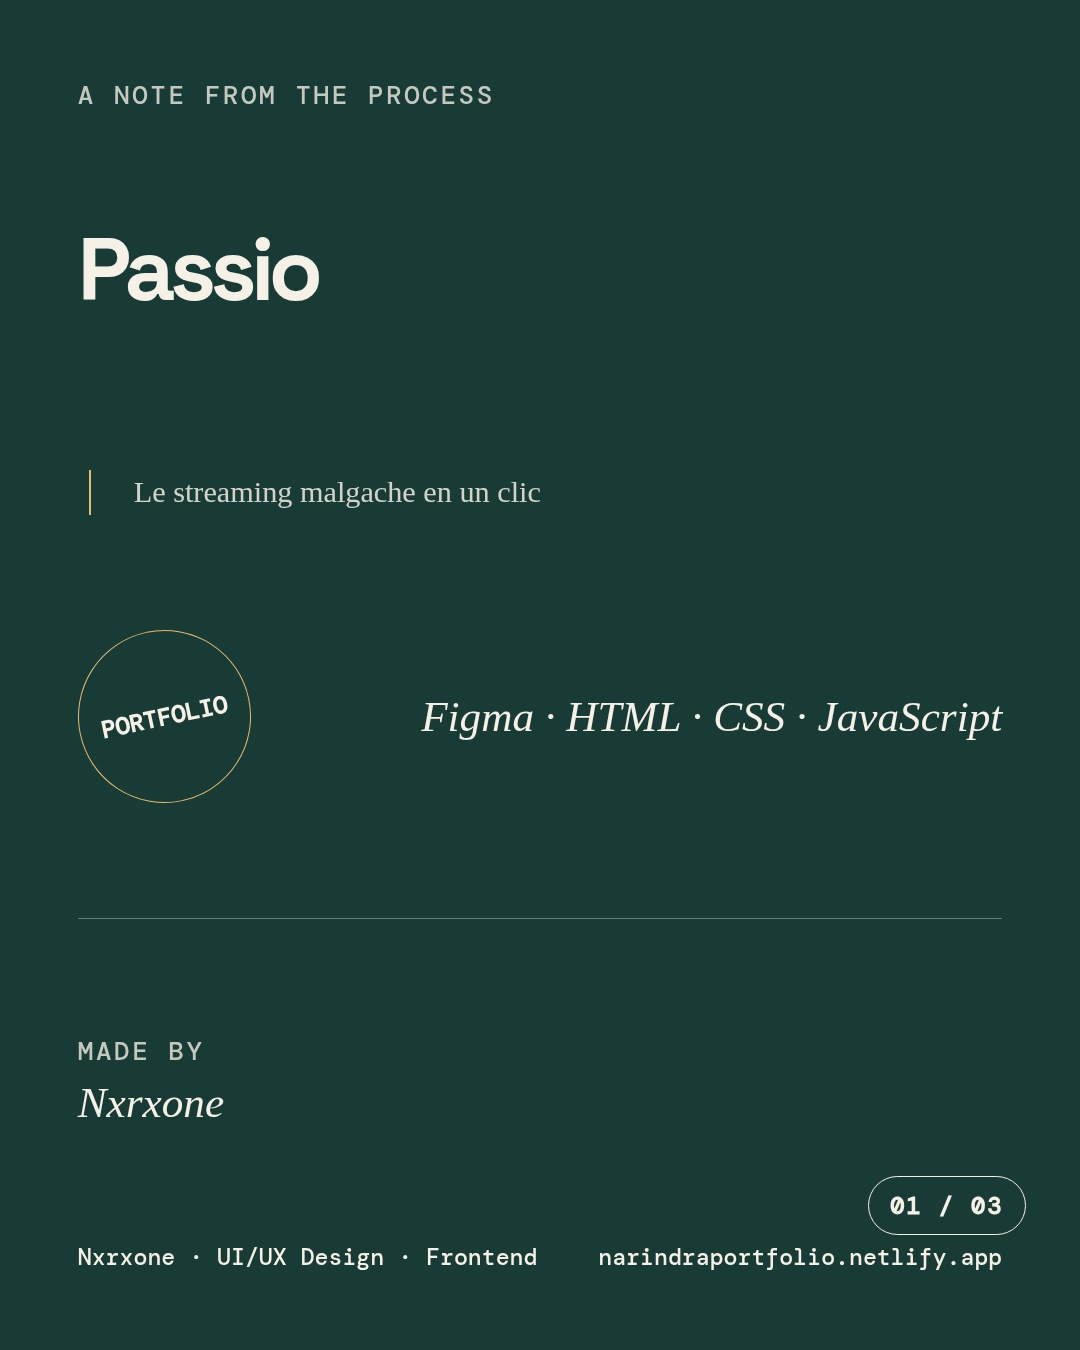 A NOTE FROM THE PROCESS
Passio
Le streaming malgache en un clic
PORTFOLIO
Figma · HTML · CSS · JavaScript
MADE BY
Nxrxone
01 / 03
Nxrxone · UI/UX Design · Frontend
narindraportfolio.netlify.app